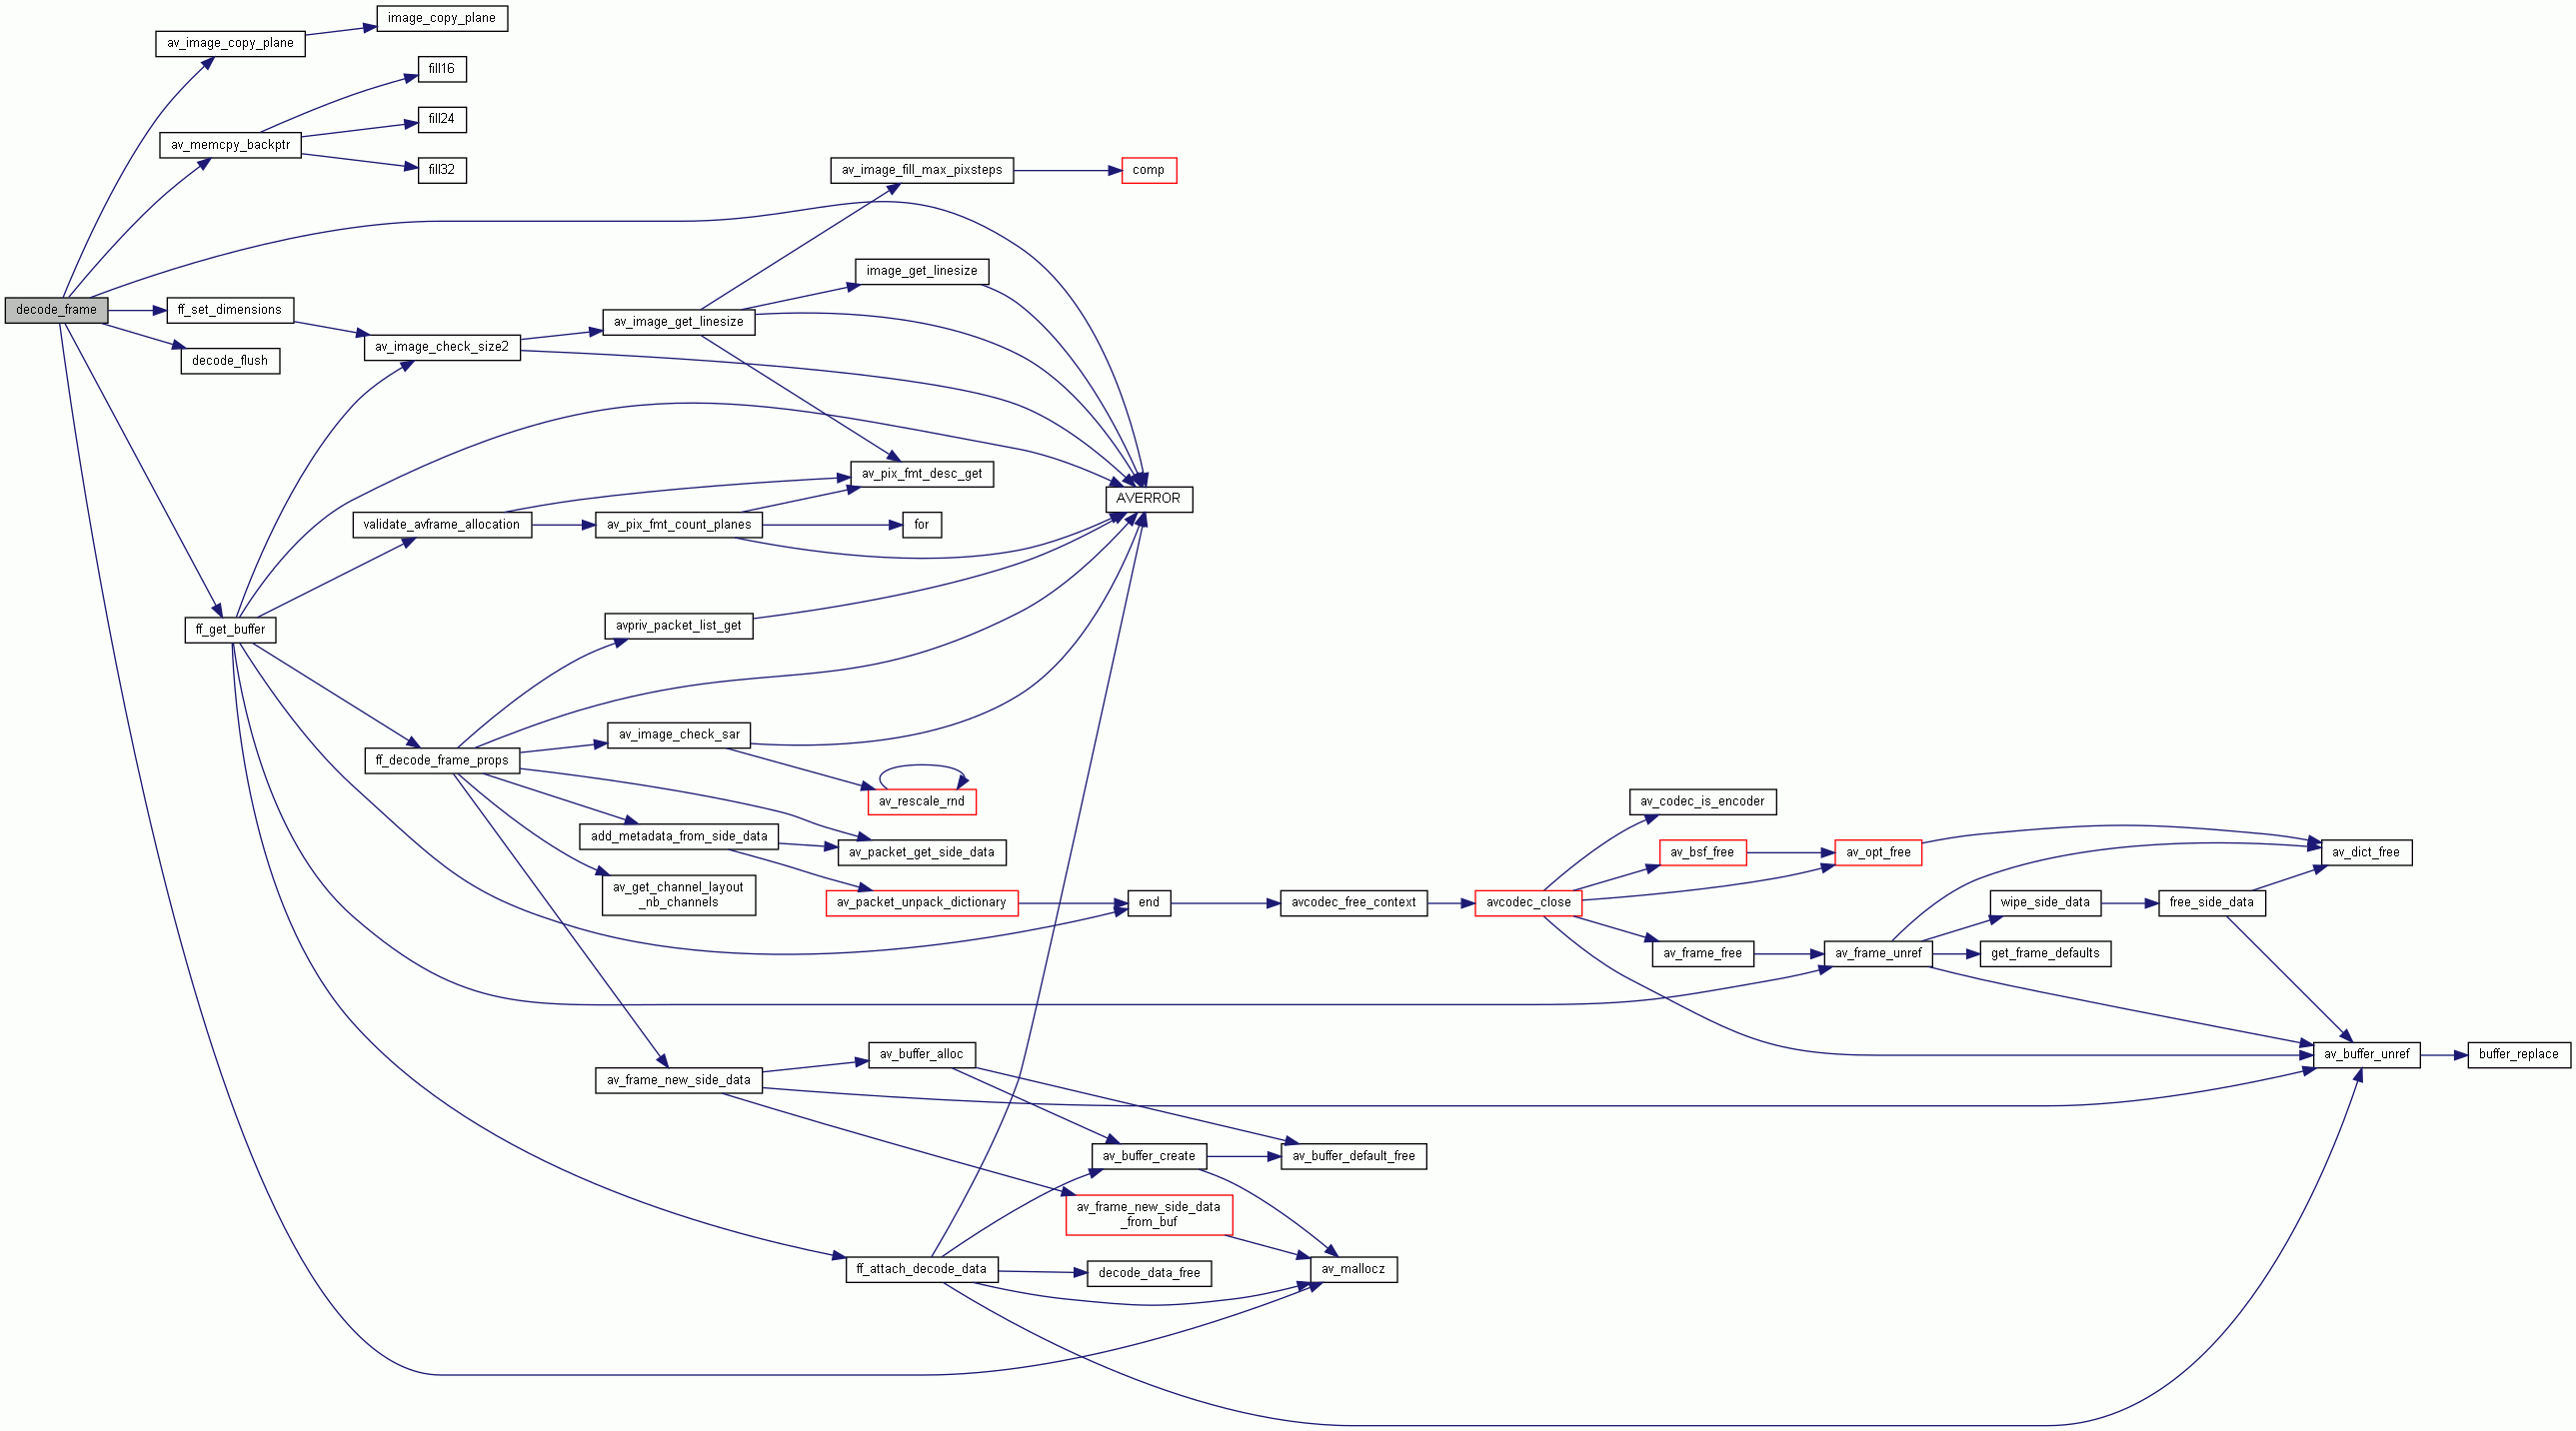 image_copy_plane
av_image_copy_plane
fill16
fill24
av_memcpy_backptr
fill32
av_image_fill_max_pixsteps
comp
image_get_linesize
decode_frame
ff_set_dimensions
av_image_get_linesize
av_image_check_size2
decode_flush
av_pix_fmt_desc_get
AVERROR
validate_avframe_allocation
av_pix_fmt_count_planes
for
ff_get_buffer
avpriv_packet_list_get
av_image_check_sar
ff_decode_frame_props
av_rescale_rnd
av_codec_is_encoder
add_metadata_from_side_data
av_packet_get_side_data
av_bsf_free
av_opt_free
av_dict_free
av_get_channel_layout
_nb_channels
av_packet_unpack_dictionary
end
avcodec_free_context
avcodec_close
wipe_side_data
free_side_data
av_frame_free
av_frame_unref
get_frame_defaults
av_buffer_alloc
av_buffer_unref
buffer_replace
av_frame_new_side_data
av_buffer_create
av_buffer_default_free
av_frame_new_side_data
_from_buf
ff_attach_decode_data
decode_data_free
av_mallocz